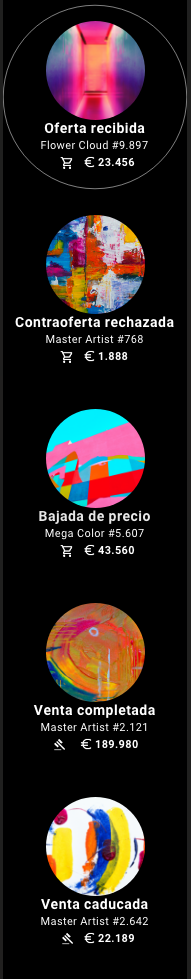 Oferta recibida
Flower Cloud #9.897
€ 23.456
Contraoferta rechazada
Master Artist #768
€ 1.888
Bajada de precio
Mega Color #5.607
€ 43.560
Venta completada
Master Artist #2.121
€ 189.980
Venta caducada
Master Artist #2.642
€ 22.189